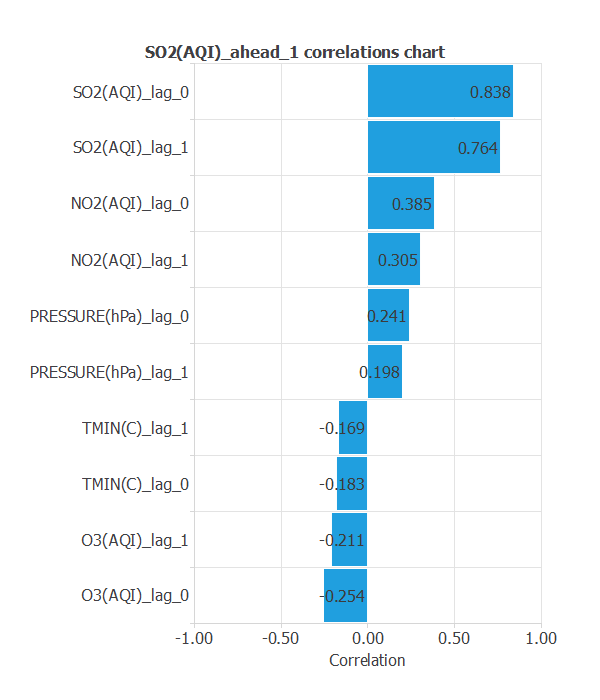 SO2(AQI)_ahead_1 correlations chart
SO2(AQI)_lag_0 0.838
SO2(AQI)_lag_1 0.764
NO2(AQI)_lag_0 0.385
NO2(AQI)_lag_1 0.305
PRESSURE(hPa)_lag_0 0.241
PRESSURE(hPa)_lag_1 0.198
TMIN(C)_lag_1 -0.169
TMIN(C)_lag_0 -0.183
O3(AQI)_lag_1 -0.211
O3(AQI)_lag_0 -0.254
-1.00 -0.50 0.00 0.50 1.00
Correlation